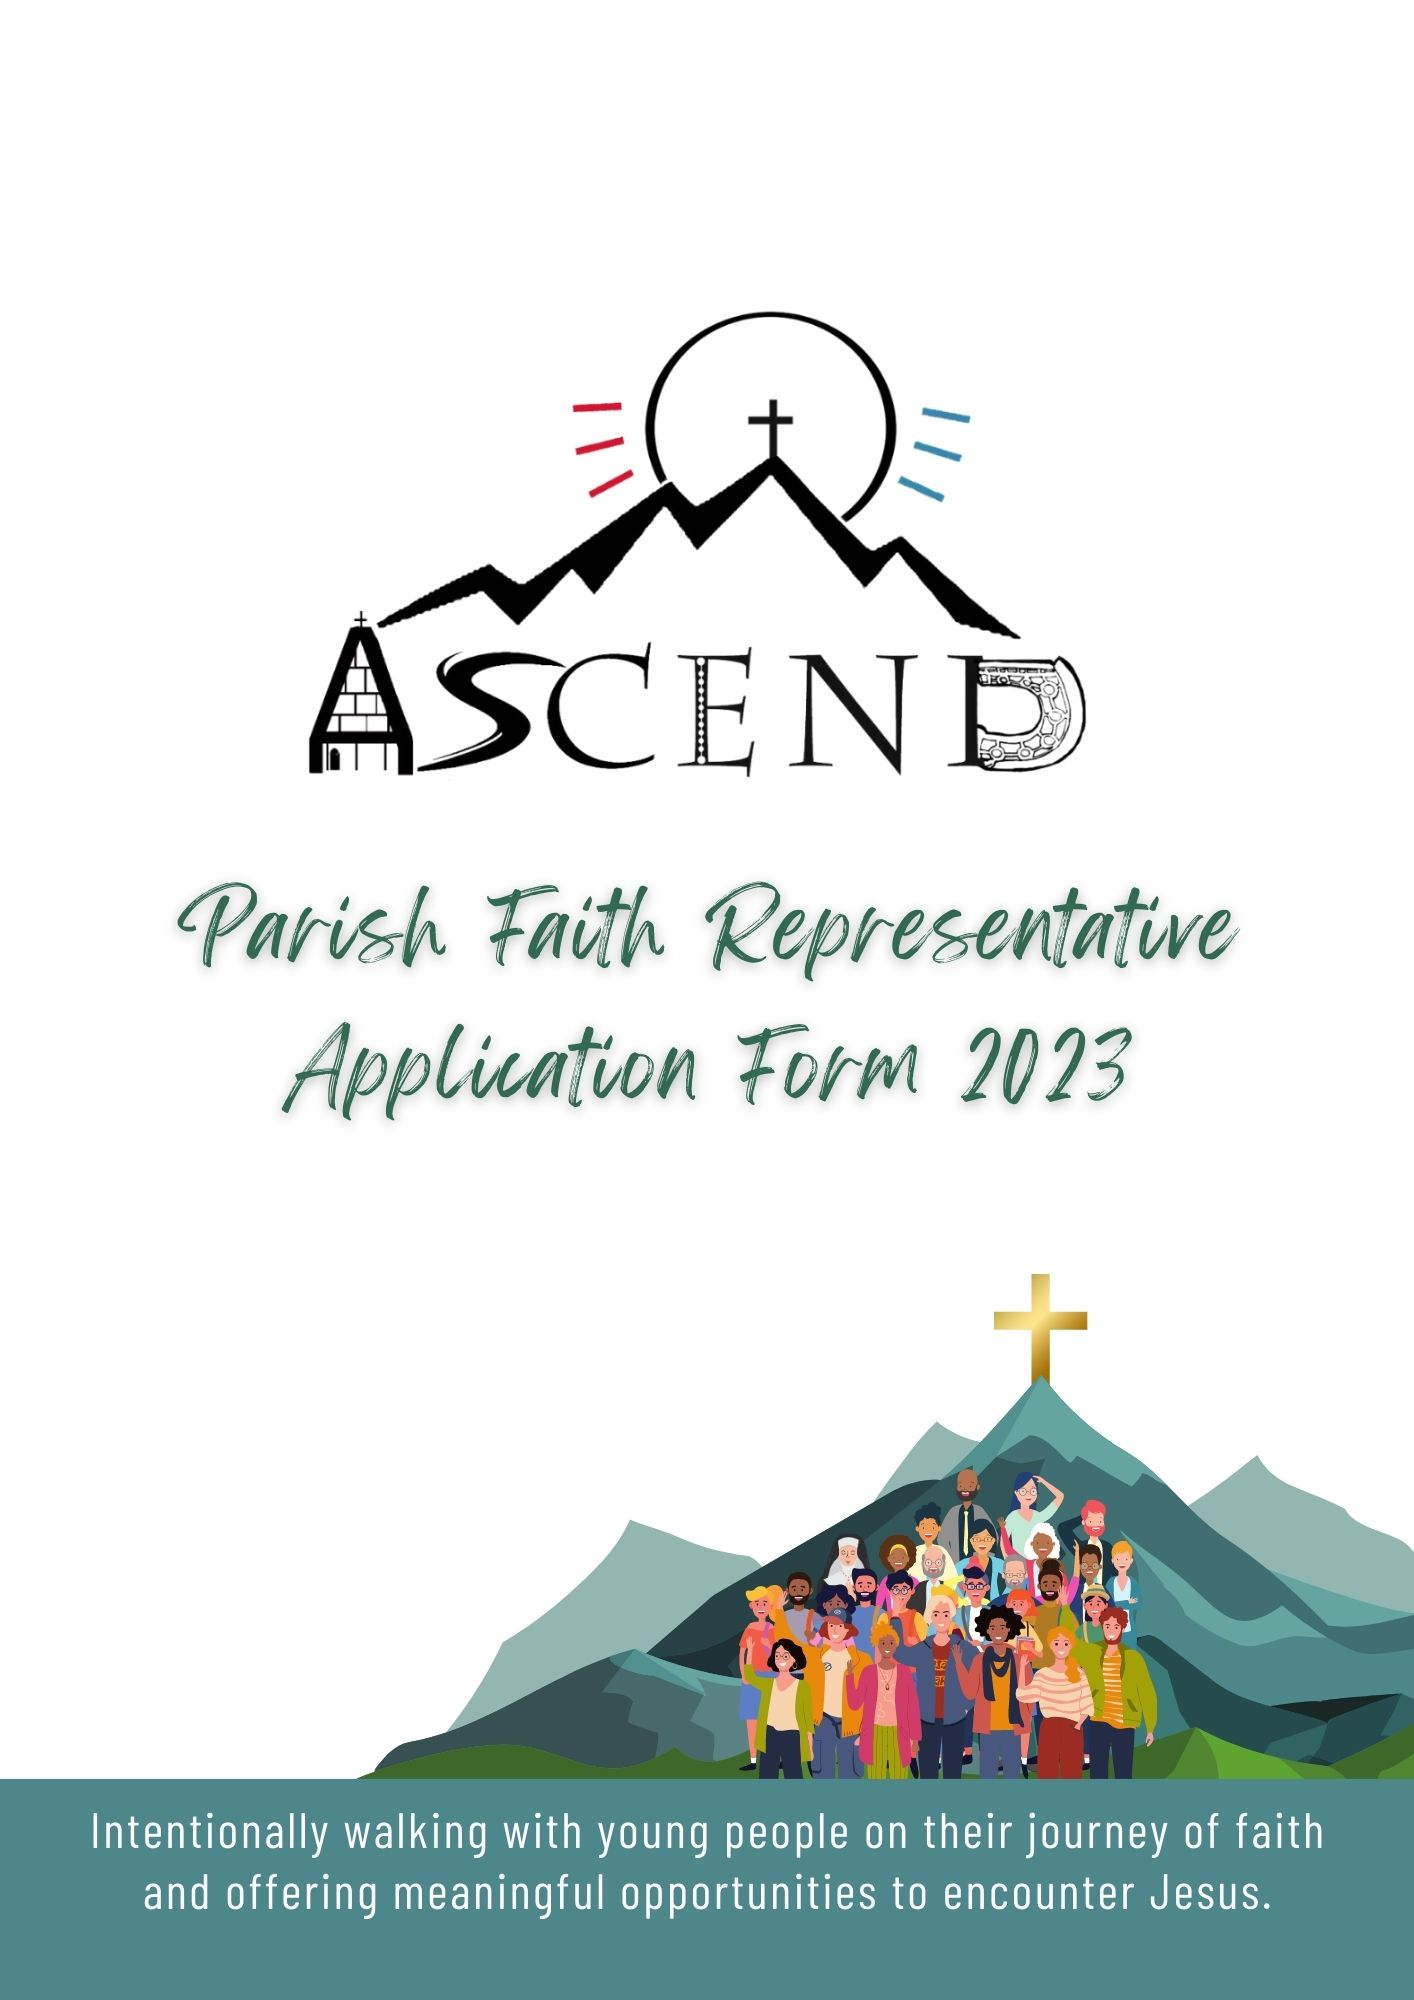 ASCEND
Parish Faith Representative
Application Form 2023
Intentionally walking with young people on their journey of faith
and offering meaningful opportunities to encounter Jesus.